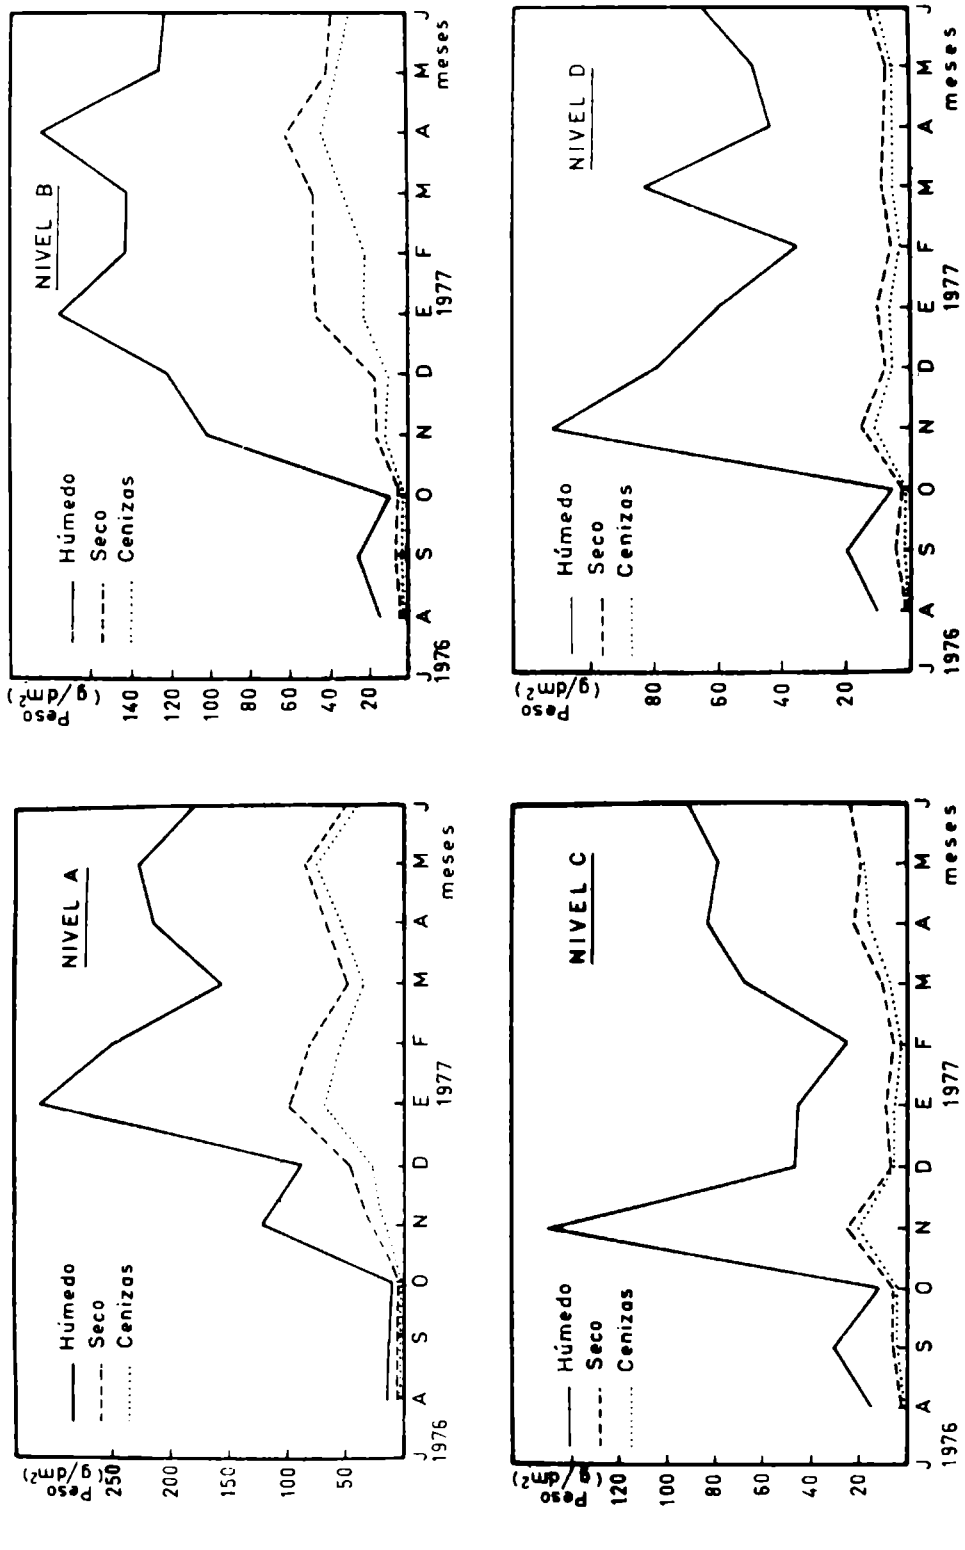 NIVEL A
Peso
(g/dm²)
250
200
150
100
50
Húmedo
Seco
Cenizas
J A S O N D E F M A M J
1976 1977 meses
NIVEL B
Peso
(g/dm²)
140
120
100
80
60
40
20
Húmedo
Seco
Cenizas
J A S O N D E F M A M J
1976 1977 meses
NIVEL C
Peso
(g/dm²)
120
100
80
60
40
20
Húmedo
Seco
Cenizas
J A S O N D E F M A M J
1976 1977 meses
NIVEL D
Peso
(g/dm²)
80
60
40
20
Húmedo
Seco
Cenizas
J A S O N D E F M A M J
1976 1977 meses